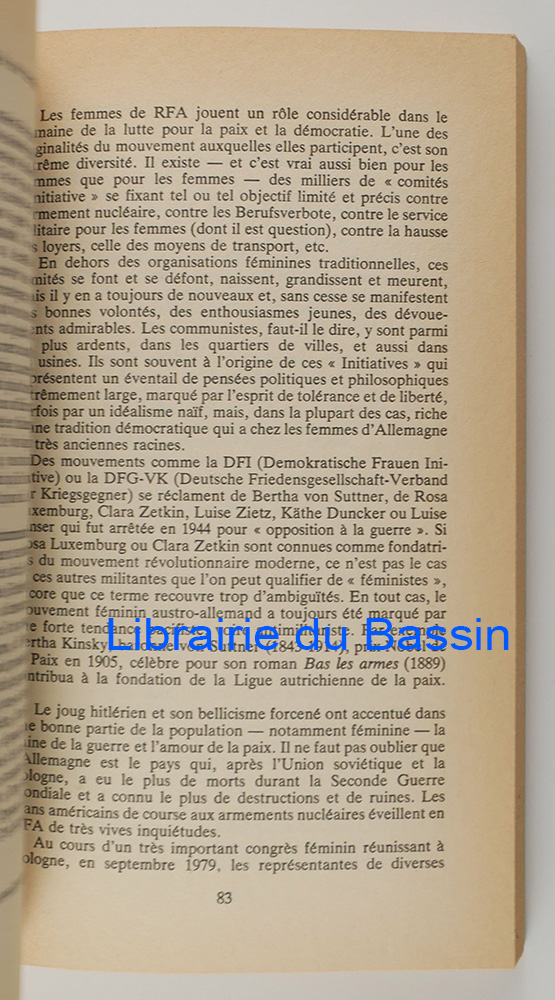 Les femmes de RFA jouent un rôle considérable dans le
maine de la lutte pour la paix et la démocratie. L'une des
ginalités du mouvement auxquelles elles participent, c'est son
rême diversité. Il existe — et c'est vrai aussi bien pour les
mmes que pour les femmes — des milliers de « comités
nitiative » se fixant tel ou tel objectif limité et précis contre
rmement nucléaire, contre les Berufsverbote, contre le service
litaire pour les femmes (dont il est question), contre la hausse
s loyers, celle des moyens de transport, etc.
En dehors des organisations féminines traditionnelles, ces
mités se font et se défont, naissent, grandissent et meurent,
is il y en a toujours de nouveaux et, sans cesse se manifestent
s bonnes volontés, des enthousiasmes jeunes, des dévoue-
nts admirables. Les communistes, faut-il le dire, y sont parmi
plus ardents, dans les quartiers de villes, et aussi dans
usines. Ils sont souvent à l'origine de ces « Initiatives » qui
présentent un éventail de pensées politiques et philosophiques
trêmement large, marqué par l'esprit de tolérance et de liberté,
rfois par un idéalisme naïf, mais, dans la plupart des cas, riche
ne tradition démocratique qui a chez les femmes d'Allemagne
très anciennes racines.
Des mouvements comme la DFI (Demokratische Frauen Ini-
tive) ou la DFG-VK (Deutsche Friedensgesellschaft-Verband
r Kriegsgegner) se réclament de Bertha von Suttner, de Rosa
xemburg, Clara Zetkin, Luise Zietz, Käthe Duncker ou Luise
nser qui fut arrêtée en 1944 pour « opposition à la guerre ». Si
osa Luxemburg ou Clara Zetkin sont connues comme fondatri-
s du mouvement révolutionnaire moderne, ce n'est pas le cas
ces autres militantes que l'on peut qualifier de « féministes »,
core que ce terme recouvre trop d'ambiguïtés. En tout cas, le
ouvement féminin austro-allemand a toujours été marqué par
e forte tendance
Librairie du Bassin
ertha Kinsky
Paix en 1905, célèbre pour son roman Bas les armes (1889)
ntribua à la fondation de la Ligue autrichienne de la paix.
Le joug hitlérien et son bellicisme forcené ont accentué dans
e bonne partie de la population — notamment féminine — la
ine de la guerre et l'amour de la paix. Il ne faut pas oublier que
Allemagne est le pays qui, après l'Union soviétique et la
ologne, a eu le plus de morts durant la Seconde Guerre
ondiale et a connu le plus de destructions et de ruines. Les
ans américains de course aux armements nucléaires éveillent en
FA de très vives inquiétudes.
Au cours d'un très important congrès féminin réunissant à
ologne, en septembre 1979, les représentantes de diverses
83